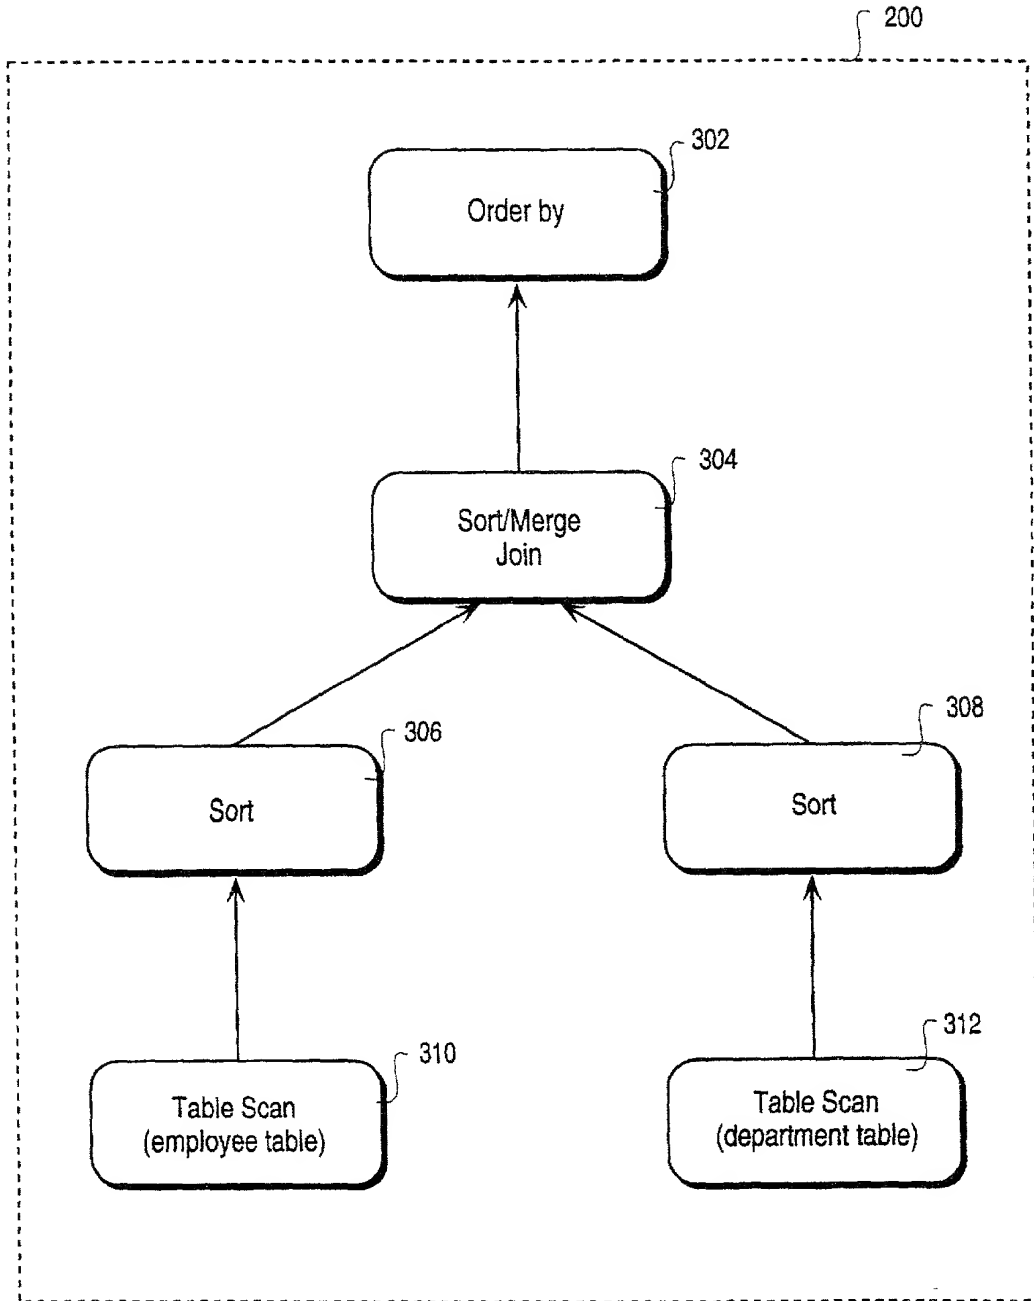 200
302
Order by
304
Sort/Merge
Join
306
Sort
308
Sort
310
Table Scan
(employee table)
312
Table Scan
(department table)